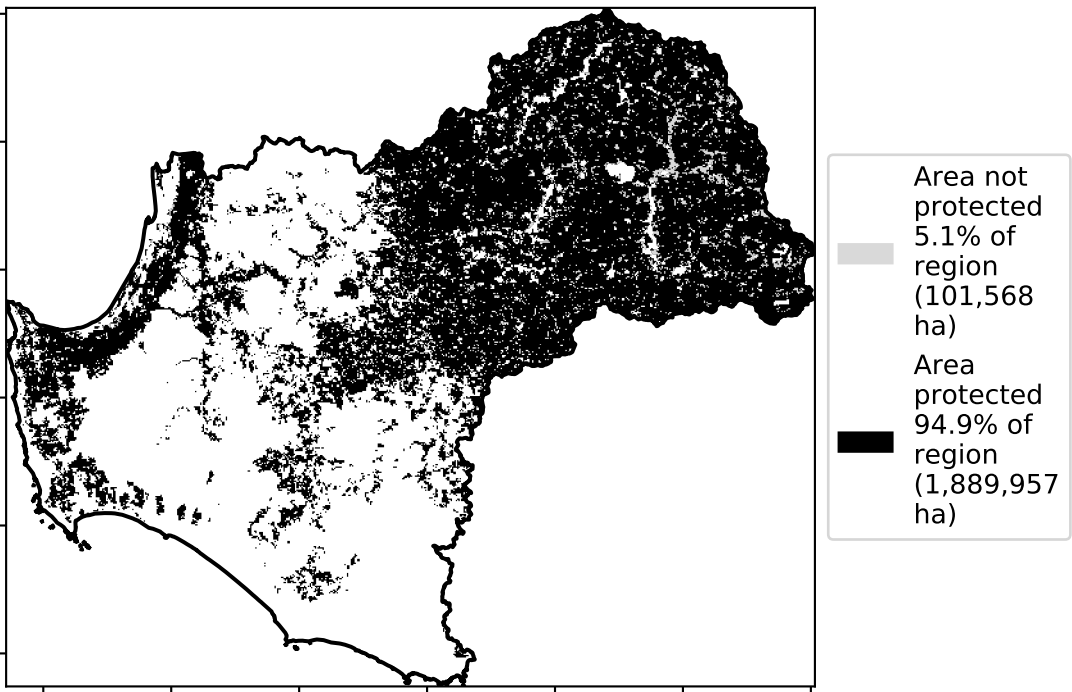 Area not
protected
5.1% of
region
(101,568
ha)
Area
protected
94.9% of
region
(1,889,957
ha)